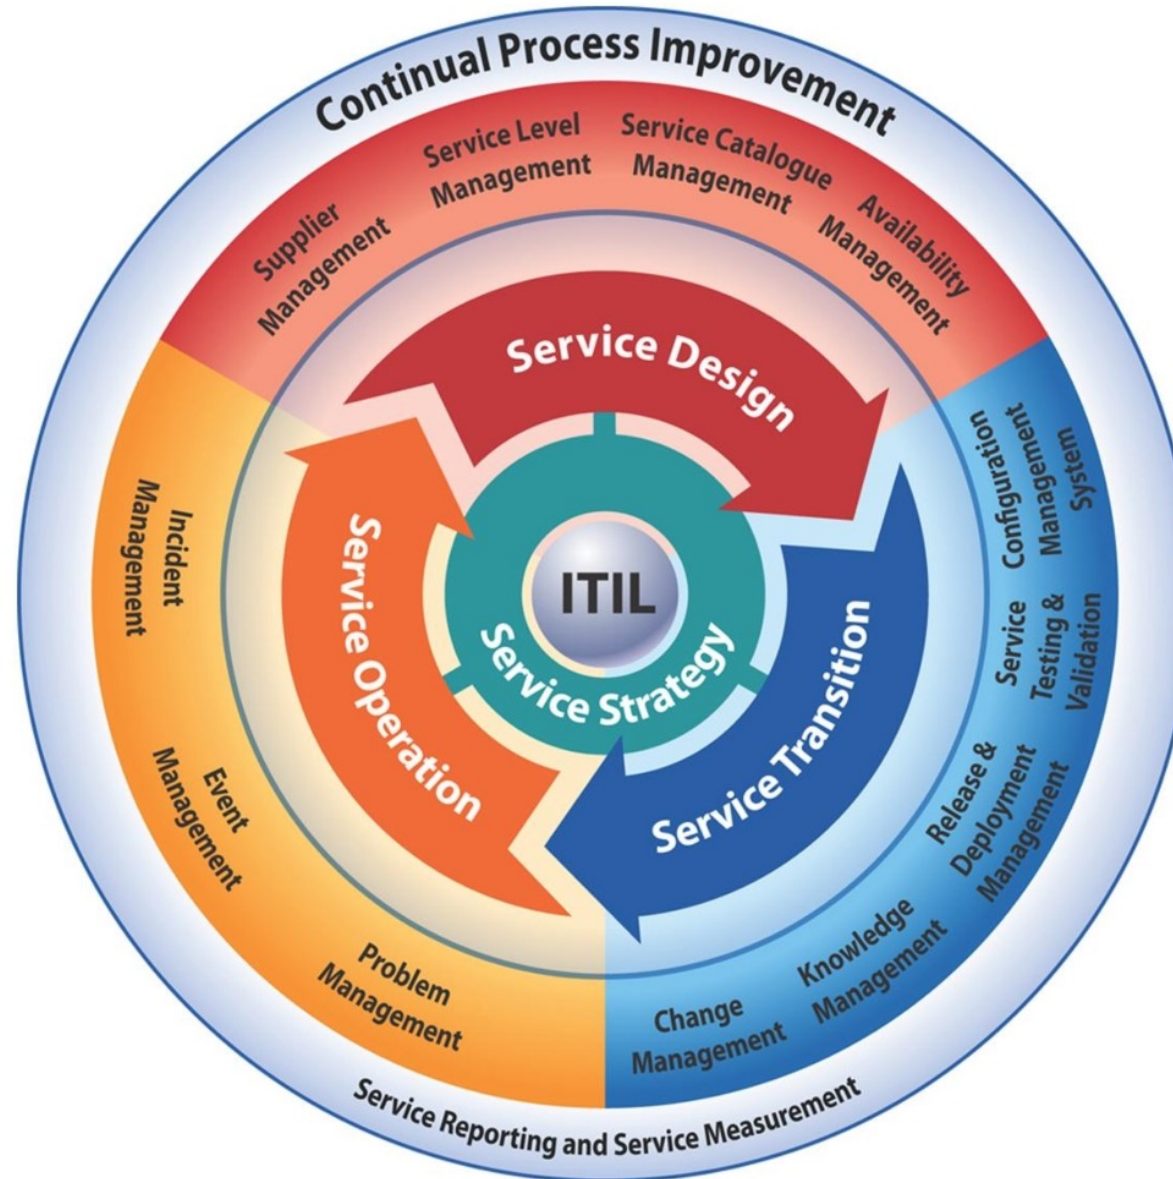 Continual Process Improvement
Supplier
Management
Service Level
Management
Service Catalogue
Management
Availability
Management
Configuration
Management
System
Service
Testing &
Validation
Release &
Deployment
Management
Knowledge
Management
Change
Management
Problem
Management
Event
Management
Incident
Management
Service Design
Service Transition
Service Operation
Service Strategy
ITIL
Service Reporting and Service Measurement